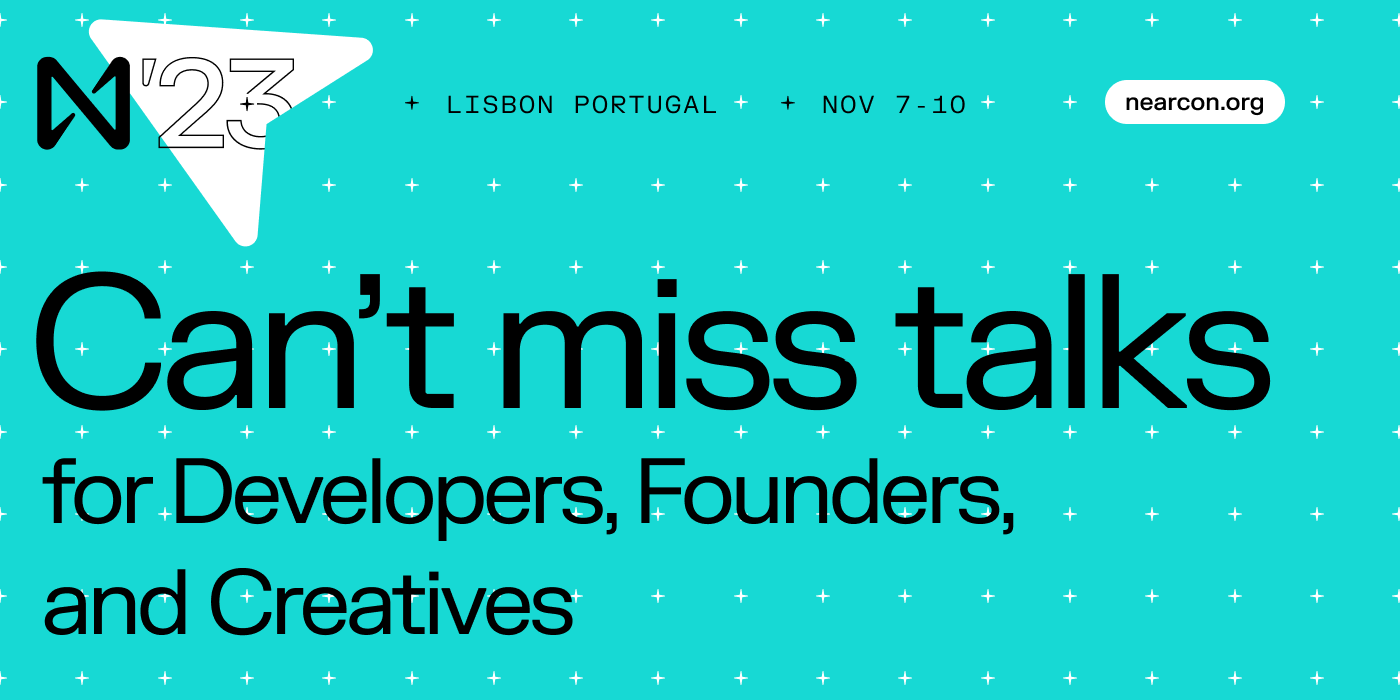 N'23
LISBON PORTUGAL
NOV 7-10
nearcon.org
Can’t miss talks
for Developers, Founders,
and Creatives